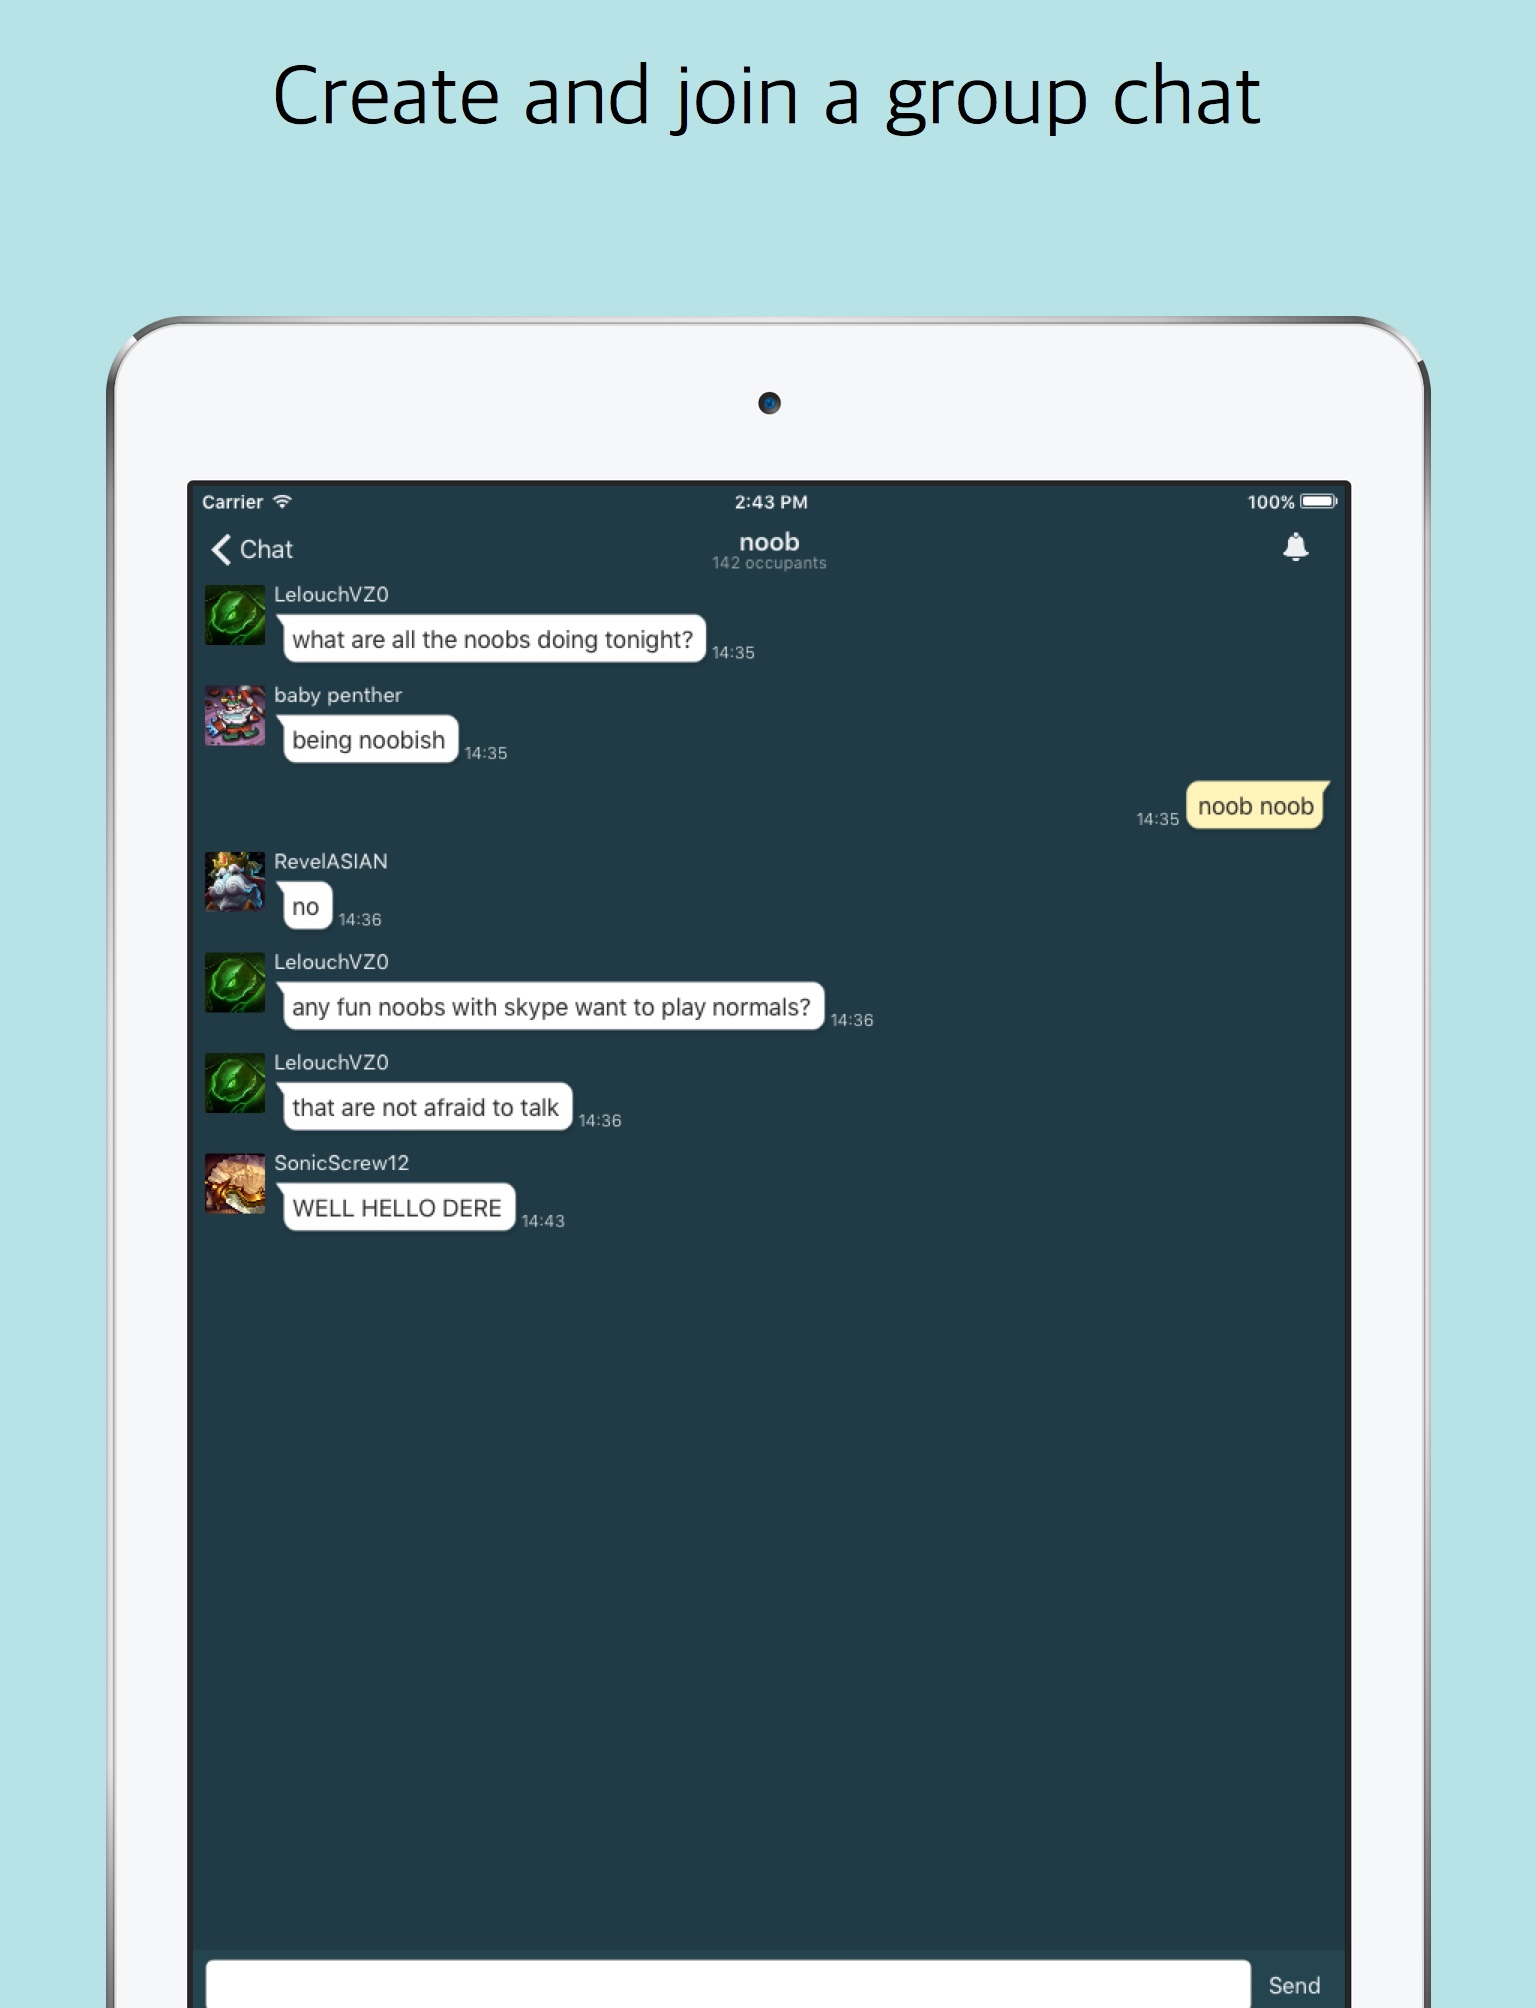 Create and join a group chat
Carrier 2:43 PM 100%
Chat noob
142 occupants
LelouchVZ0
what are all the noobs doing tonight? 14:35
baby penther
being noobish 14:35
14:35 noob noob
RevelASIAN
no 14:36
LelouchVZ0
any fun noobs with skype want to play normals? 14:36
LelouchVZ0
that are not afraid to talk 14:36
SonicScrew12
WELL HELLO DERE 14:43
Send